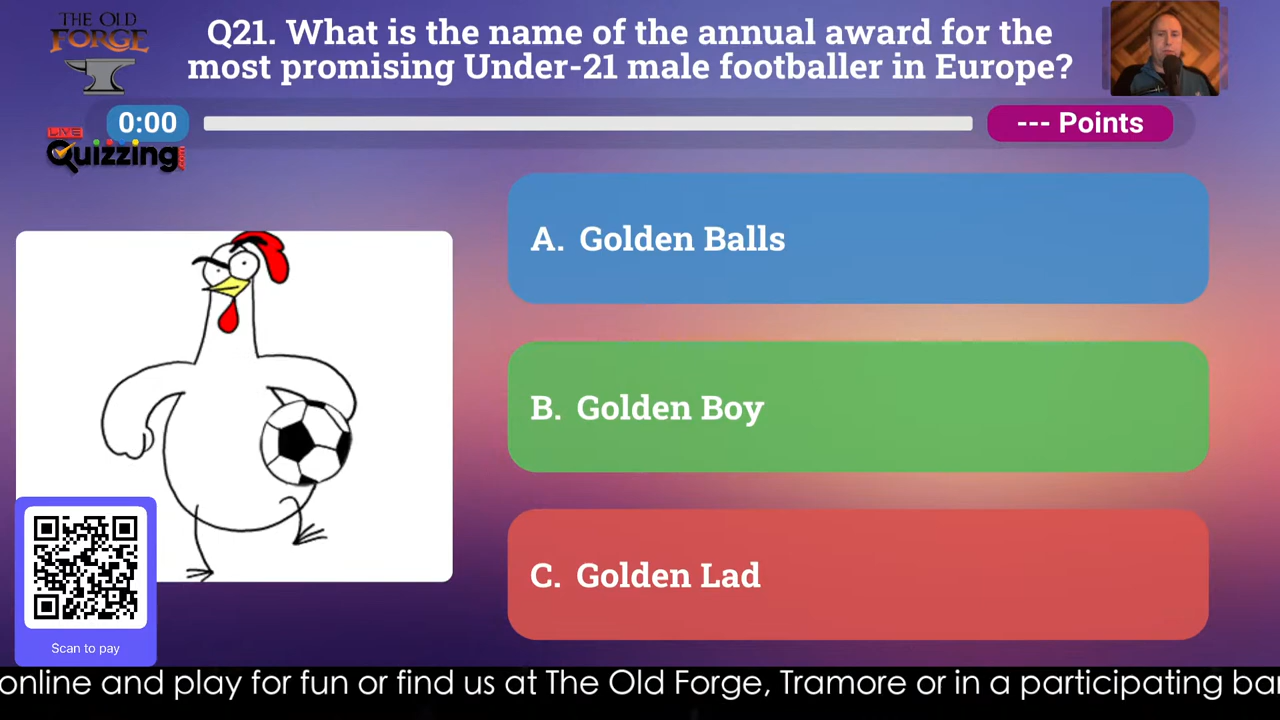 THE OLD
FORGE
Q21. What is the name of the annual award for the
most promising Under-21 male footballer in Europe?
0:00
--- Points
LIVE
Quizzing.com
A. Golden Balls
B. Golden Boy
C. Golden Lad
Scan to pay
online and play for fun or find us at The Old Forge, Tramore or in a participating bar